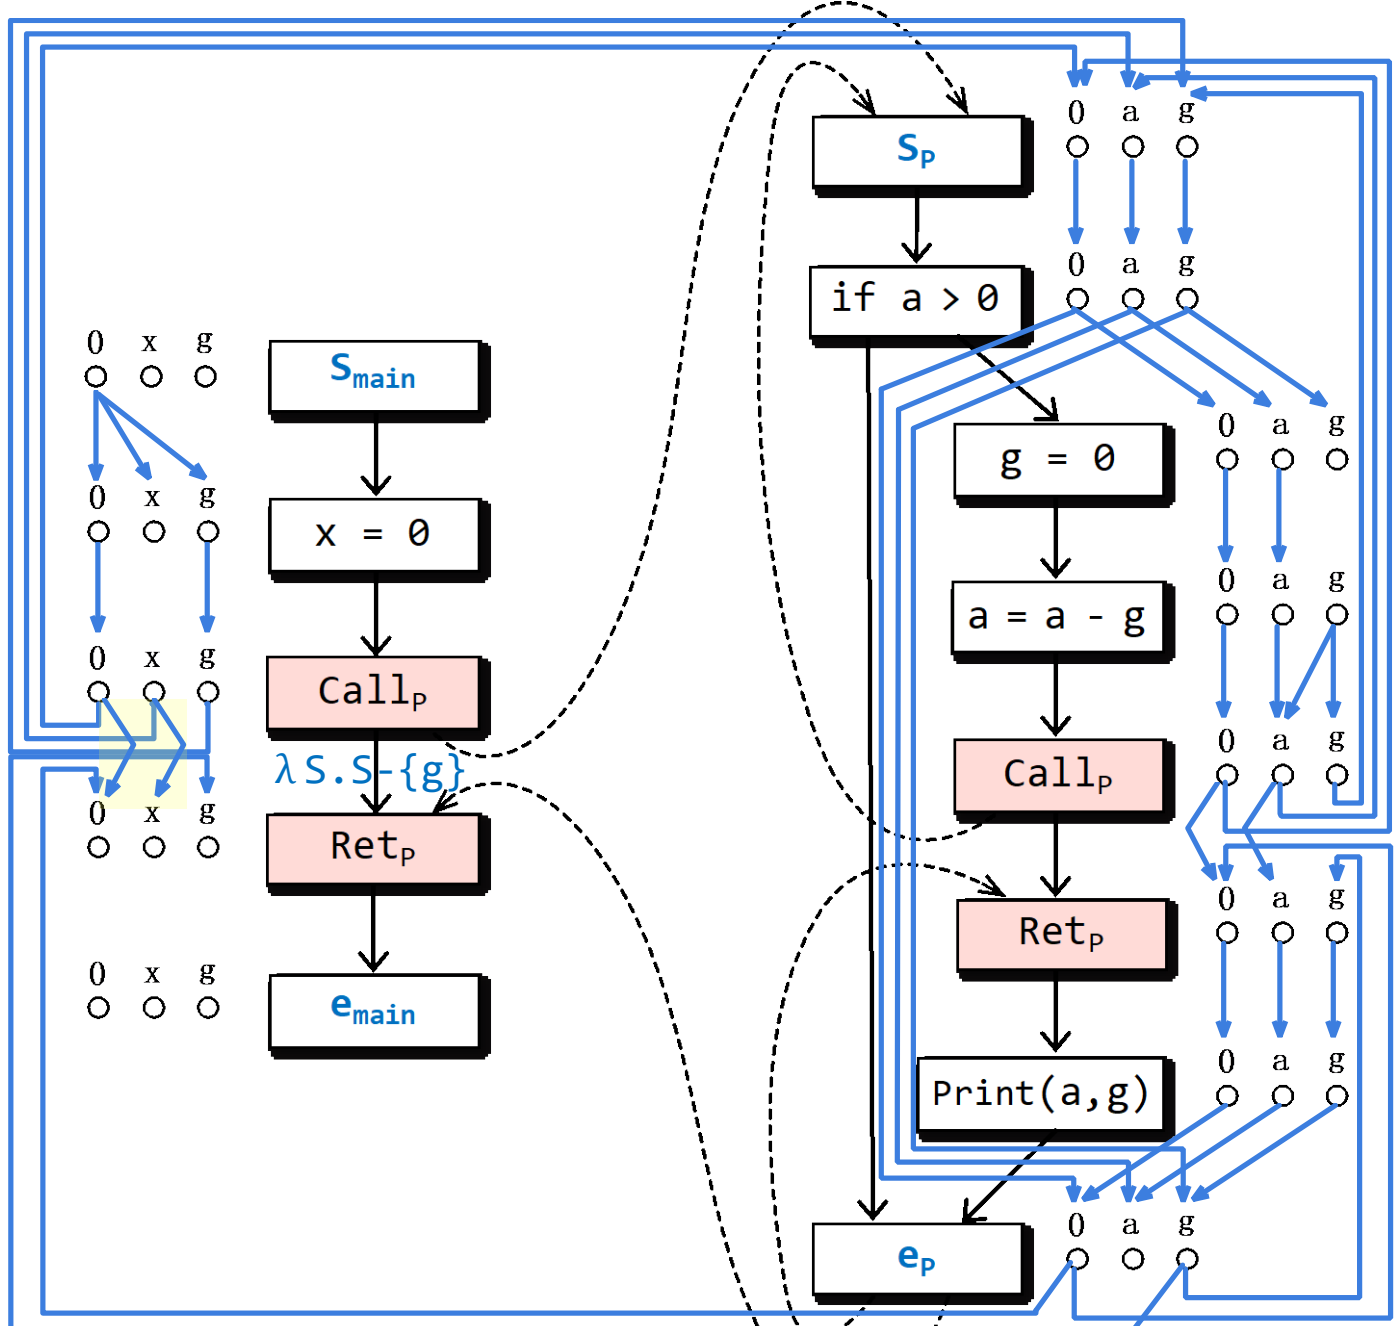 0 a g
S_P
0 a g
if a > 0
0 x g
S_main
0 a g
g = 0
0 x g
x = 0
0 a g
a = a - g
0 x g
Call_P
0 a g
Call_P
λS.S-{g}
0 x g
Ret_P
0 a g
Ret_P
0 x g
e_main
0 a g
Print(a,g)
0 a g
e_P